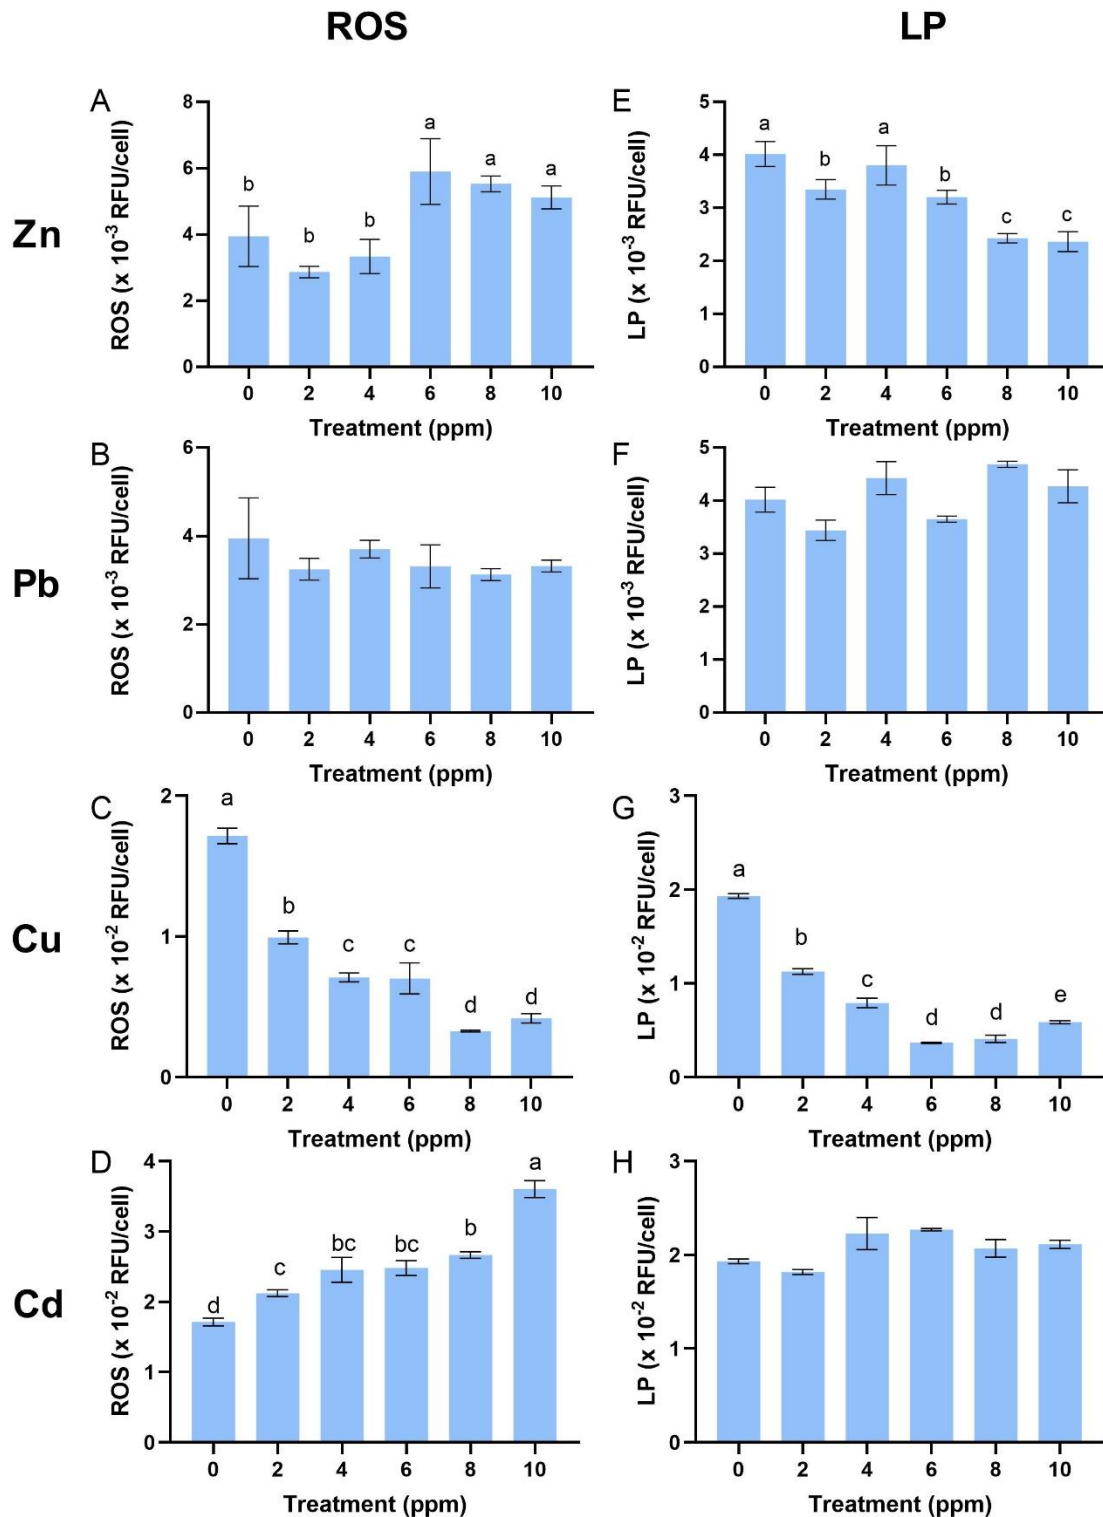 ROS LP
Zn
A
ROS (x 10⁻³ RFU/cell)
8
6
4
2
0
b b b a a a
0 2 4 6 8 10
Treatment (ppm)
E
LP (x 10⁻³ RFU/cell)
5
4
3
2
1
0
a b a b c c
0 2 4 6 8 10
Treatment (ppm)
Pb
B
ROS (x 10⁻³ RFU/cell)
6
4
2
0
0 2 4 6 8 10
Treatment (ppm)
F
LP (x 10⁻³ RFU/cell)
5
4
3
2
1
0
0 2 4 6 8 10
Treatment (ppm)
Cu
C
ROS (x 10⁻² RFU/cell)
2
1
0
a b c c d d
0 2 4 6 8 10
Treatment (ppm)
G
LP (x 10⁻² RFU/cell)
3
2
1
0
a b c d d e
0 2 4 6 8 10
Treatment (ppm)
Cd
D
ROS (x 10⁻² RFU/cell)
4
3
2
1
0
d c bc bc b a
0 2 4 6 8 10
Treatment (ppm)
H
LP (x 10⁻² RFU/cell)
3
2
1
0
0 2 4 6 8 10
Treatment (ppm)